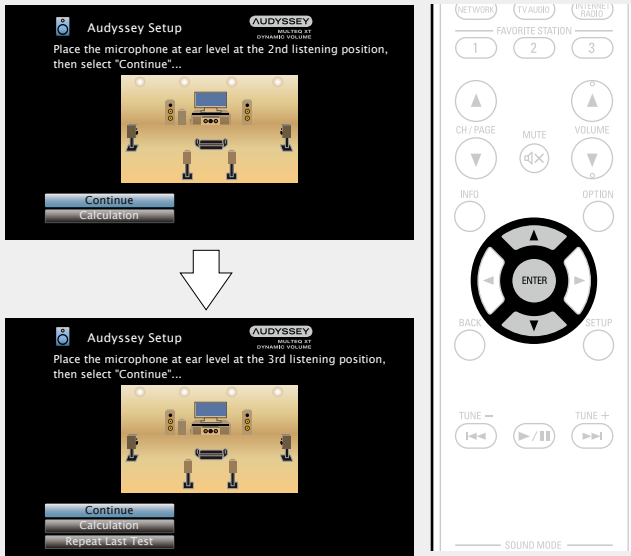 Audyssey Setup
AUDYSSEY
MULTEQ XT
DYNAMIC VOLUME
Place the microphone at ear level at the 2nd listening position,
then select "Continue"...
Continue
Calculation
Audyssey Setup
AUDYSSEY
MULTEQ XT
DYNAMIC VOLUME
Place the microphone at ear level at the 3rd listening position,
then select "Continue"...
Continue
Calculation
Repeat Last Test
NETWORK TV AUDIO INTERNET
RADIO
FAVORITE STATION
1 2 3
CH / PAGE MUTE VOLUME
INFO OPTION
ENTER
BACK SETUP
TUNE – TUNE +
SOUND MODE